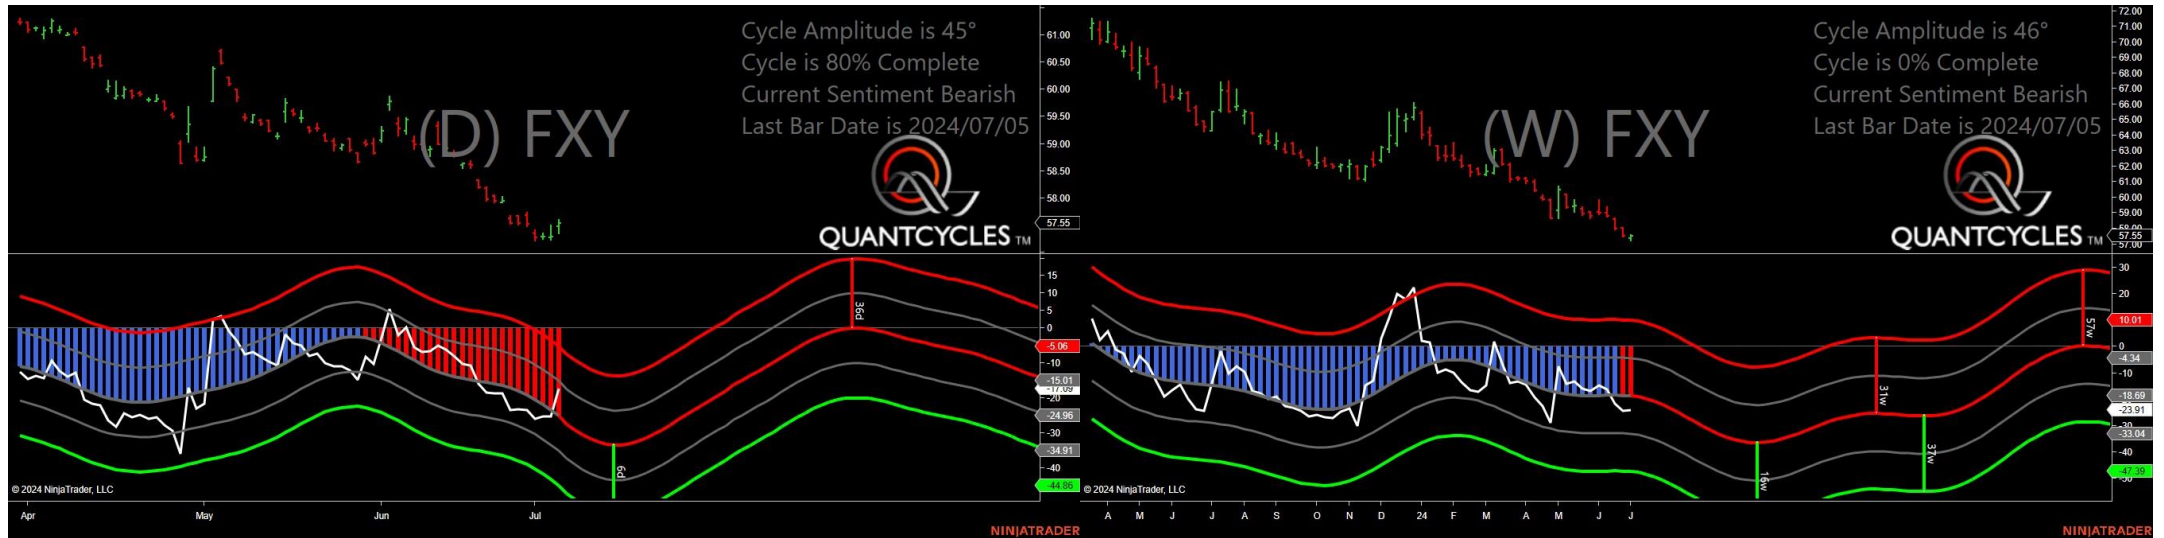 Cycle Amplitude is 45°
Cycle is 80% Complete
Current Sentiment Bearish
Last Bar Date is 2024/07/05
(D) FXY
QUANTCYCLES TM
61.00
60.50
60.00
59.50
59.00
58.50
58.00
57.55
15
10
5
0
-5.06
-10
-15.01
-17.09
-20
-24.96
-30
-34.91
-40
-44.86
36d
6d
© 2024 NinjaTrader, LLC
Apr May Jun Jul
NINJATRADER
Cycle Amplitude is 46°
Cycle is 0% Complete
Current Sentiment Bearish
Last Bar Date is 2024/07/05
(W) FXY
QUANTCYCLES TM
72.00
71.00
70.00
69.00
68.00
67.00
66.00
65.00
64.00
63.00
62.00
61.00
60.00
59.00
57.55
57.00
30
20
10.01
0
-4.34
-10
-18.69
-23.91
-33.04
-40
-47.39
57w
31w
37w
16w
© 2024 NinjaTrader, LLC
A M J J A S O N D 24 F M A M J J
NINJATRADER